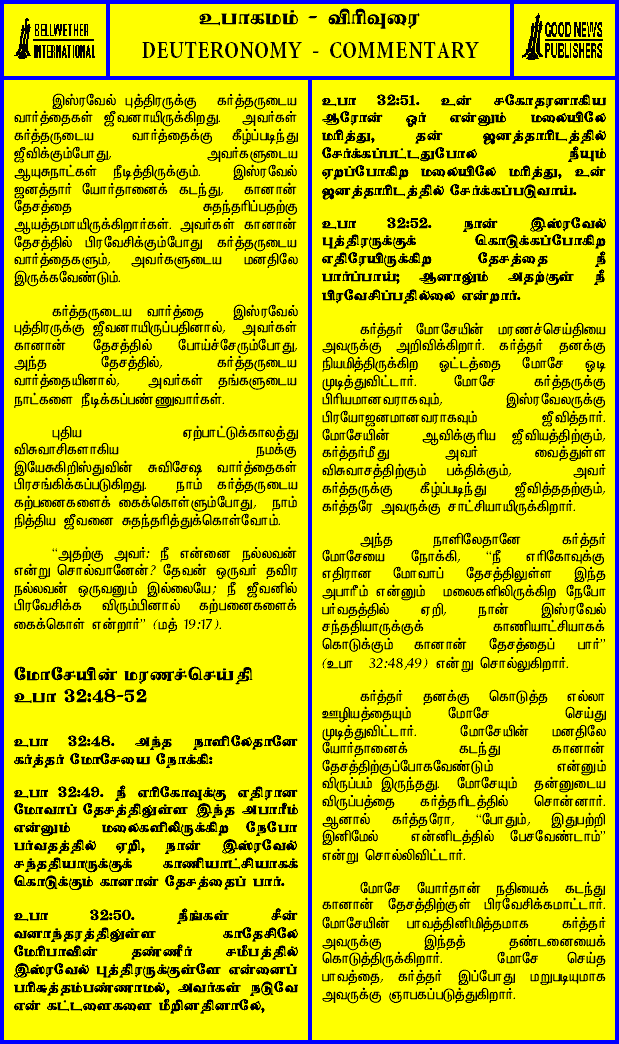 BELLWETHER
INTERNATIONAL
உபாகமம் - விரிவுரை
DEUTERONOMY - COMMENTARY
GOOD NEWS
PUBLISHERS
இஸ்ரவேல் புத்திரருக்கு கர்த்தருடைய
வார்த்தைகள் ஜீவனாயிருக்கிறது. அவர்கள்
கர்த்தருடைய வார்த்தைக்கு கீழ்ப்படிந்து
ஜீவிக்கும்போது, அவர்களுடைய
ஆயுசுநாட்கள் நீடித்திருக்கும். இஸ்ரவேல்
ஜனத்தார் யோர்தானைக் கடந்து, கானான்
தேசத்தை சுதந்தரிப்பதற்கு
ஆயத்தமாயிருக்கிறார்கள். அவர்கள் கானான்
தேசத்தில் பிரவேசிக்கும்போது கர்த்தருடைய
வார்த்தைகளும், அவர்களுடைய மனதிலே
இருக்கவேண்டும்.
கர்த்தருடைய வார்த்தை இஸ்ரவேல்
புத்திரருக்கு ஜீவனாயிருப்பதினால், அவர்கள்
கானான் தேசத்தில் போய்ச்சேரும்போது,
அந்த தேசத்தில், கர்த்தருடைய
வார்த்தையினால், அவர்கள் தங்களுடைய
நாட்களை நீடிக்கப்பண்ணுவார்கள்.
புதிய ஏற்பாட்டுக்காலத்து
விசுவாசிகளாகிய நமக்கு
இயேசுகிறிஸ்துவின் சுவிசேஷ வார்த்தைகள்
பிரசங்கிக்கப்படுகிறது. நாம் கர்த்தருடைய
கற்பனைகளைக் கைக்கொள்ளும்போது, நாம்
நித்திய ஜீவனை சுதந்தரித்துக்கொள்வோம்.
"அதற்கு அவர்: நீ என்னை நல்லவன்
என்று சொல்வானேன்? தேவன் ஒருவர் தவிர
நல்லவன் ஒருவனும் இல்லையே; நீ ஜீவனில்
பிரவேசிக்க விரும்பினால் கற்பனைகளைக்
கைக்கொள் என்றார்" (மத் 19:17).
மோசேயின் மரணச்செய்தி
உபா 32:48-52
உபா 32:48. அந்த நாளிலேதானே
கர்த்தர் மோசேயை நோக்கி:
உபா 32:49. நீ எரிகோவுக்கு எதிரான
மோவாப் தேசத்திலுள்ள இந்த அபாரீம்
என்னும் மலைகளிலிருக்கிற நேபோ
பர்வதத்தில் ஏறி, நான் இஸ்ரவேல்
சந்ததியாருக்குக் காணியாட்சியாகக்
கொடுக்கும் கானான் தேசத்தைப் பார்.
உபா 32:50. நீங்கள் சீன்
வனாந்தரத்திலுள்ள காதேசிலே
மேரிபாவின் தண்ணீர் சமீபத்தில்
இஸ்ரவேல் புத்திரருக்குள்ளே என்னைப்
பரிசுத்தம்பண்ணாமல், அவர்கள் நடுவே
என் கட்டளைகளை மீறினதினாலே,
உபா 32:51. உன் சகோதரனாகிய
ஆரோன் ஓர் என்னும் மலையிலே
மரித்து, தன் ஜனத்தாரிடத்தில்
சேர்க்கப்பட்டதுபோல நீயும்
ஏறப்போகிற மலையிலே மரித்து, உன்
ஜனத்தாரிடத்தில் சேர்க்கப்படுவாய்.
உபா 32:52. நான் இஸ்ரவேல்
புத்திரருக்குக் கொடுக்கப்போகிற
எதிரேயிருக்கிற தேசத்தை நீ
பார்ப்பாய்; ஆனாலும் அதற்குள் நீ
பிரவேசிப்பதில்லை என்றார்.
கர்த்தர் மோசேயின் மரணச்செய்தியை
அவருக்கு அறிவிக்கிறார். கர்த்தர் தனக்கு
நியமித்திருக்கிற ஓட்டத்தை மோசே ஓடி
முடித்துவிட்டார். மோசே கர்த்தருக்கு
பிரியமானவராகவும், இஸ்ரவேலருக்கு
பிரயோஜனமானவராகவும் ஜீவித்தார்.
மோசேயின் ஆவிக்குரிய ஜீவியத்திற்கும்,
கர்த்தர்மீது அவர் வைத்துள்ள
விசுவாசத்திற்கும் பக்திக்கும், அவர்
கர்த்தருக்கு கீழ்ப்படிந்து ஜீவித்ததற்கும்,
கர்த்தரே அவருக்கு சாட்சியாயிருக்கிறார்.
அந்த நாளிலேதானே கர்த்தர்
மோசேயை நோக்கி, "நீ எரிகோவுக்கு
எதிரான மோவாப் தேசத்திலுள்ள இந்த
அபாரீம் என்னும் மலைகளிலிருக்கிற நேபோ
பர்வதத்தில் ஏறி, நான் இஸ்ரவேல்
சந்ததியாருக்குக் காணியாட்சியாகக்
கொடுக்கும் கானான் தேசத்தைப் பார்"
(உபா 32:48,49) என்று சொல்லுகிறார்.
கர்த்தர் தனக்கு கொடுத்த எல்லா
ஊழியத்தையும் மோசே செய்து
முடித்துவிட்டார். மோசேயின் மனதிலே
யோர்தானைக் கடந்து கானான்
தேசத்திற்குப்போகவேண்டும் என்னும்
விருப்பம் இருந்தது. மோசேயும் தன்னுடைய
விருப்பத்தை கர்த்தரிடத்தில் சொன்னார்.
ஆனால் கர்த்தரோ, "போதும், இதுபற்றி
இனிமேல் என்னிடத்தில் பேசவேண்டாம்"
என்று சொல்லிவிட்டார்.
மோசே யோர்தான் நதியைக் கடந்து
கானான் தேசத்திற்குள் பிரவேசிக்கமாட்டார்.
மோசேயின் பாவத்தினிமித்தமாக கர்த்தர்
அவருக்கு இந்தத் தண்டனையைக்
கொடுத்திருக்கிறார். மோசே செய்த
பாவத்தை, கர்த்தர் இப்போது மறுபடியுமாக
அவருக்கு ஞாபகப்படுத்துகிறார்.